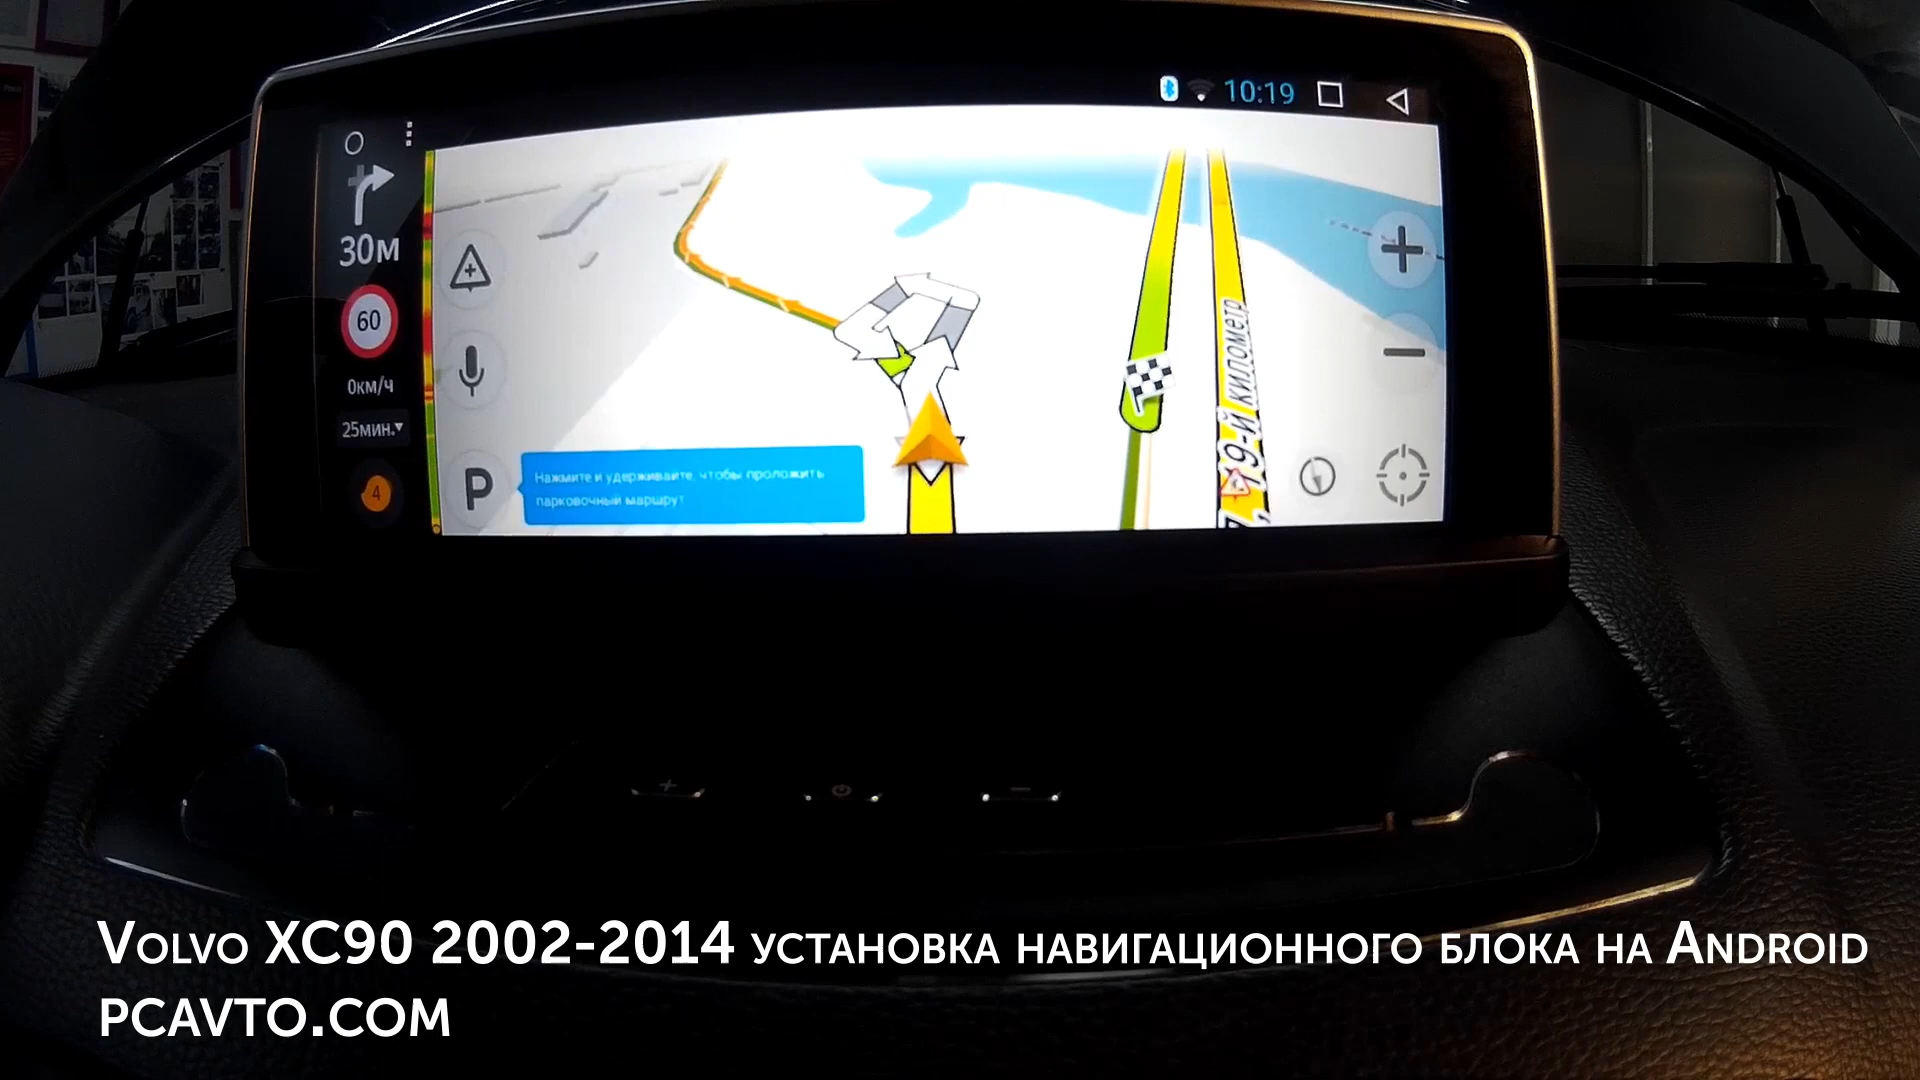 10:19
30м
60
0км/ч
25мин.
4
P
Нажмите и удерживайте, чтобы проложить
парковочный маршрут
19-й километр
Volvo XC90 2002-2014 установка навигационного блока на Android
pcavto.com